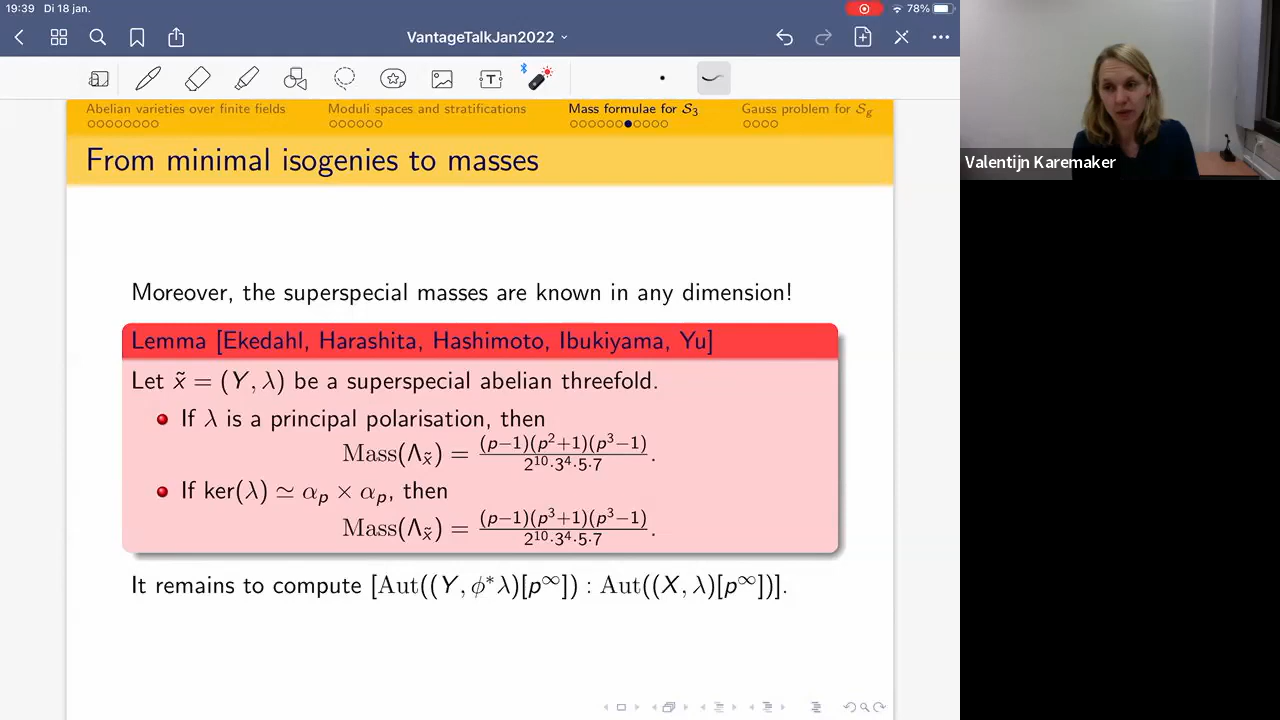 19:39 Di 18 jan. 78%
VantageTalkJan2022
Abelian varieties over finite fields Moduli spaces and stratifications Mass formulae for 𝒮₃ Gauss problem for 𝒮_g
From minimal isogenies to masses
Valentijn Karemaker
Moreover, the superspecial masses are known in any dimension!
Lemma [Ekedahl, Harashita, Hashimoto, Ibukiyama, Yu]
Let x̃ = (Y, λ) be a superspecial abelian threefold.
If λ is a principal polarisation, then
Mass(Λ_x̃) = (p−1)(p²+1)(p³−1) / 2¹⁰·3⁴·5·7.
If ker(λ) ≃ α_p × α_p, then
Mass(Λ_x̃) = (p−1)(p³+1)(p³−1) / 2¹⁰·3⁴·5·7.
It remains to compute [Aut((Y, ϕ*λ)[p^∞]) : Aut((X, λ)[p^∞])].